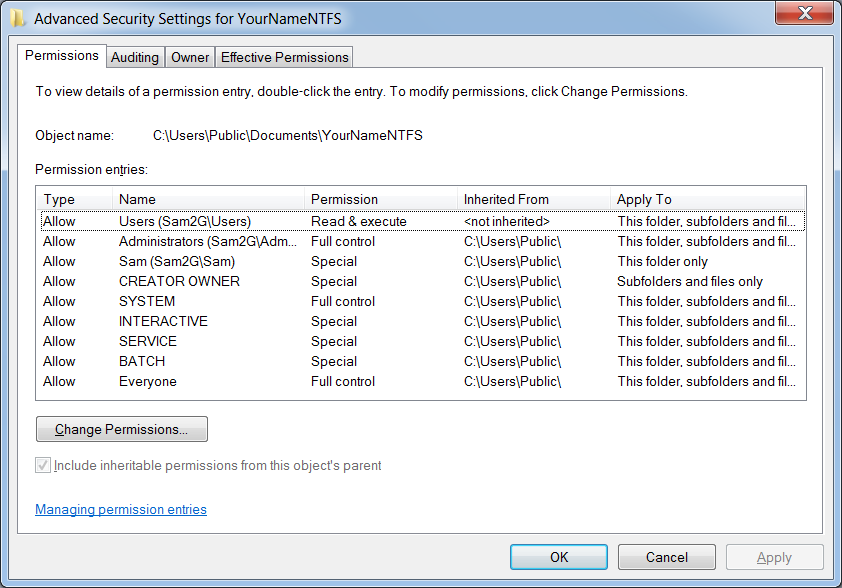 Advanced Security Settings for YourNameNTFS
Permissions Auditing Owner Effective Permissions
To view details of a permission entry, double-click the entry. To modify permissions, click Change Permissions.
Object name: C:\Users\Public\Documents\YourNameNTFS
Permission entries:
Type Name Permission Inherited From Apply To
Allow Users (Sam2G\Users) Read & execute <not inherited> This folder, subfolders and fil...
Allow Administrators (Sam2G\Adm... Full control C:\Users\Public\ This folder, subfolders and fil...
Allow Sam (Sam2G\Sam) Special C:\Users\Public\ This folder only
Allow CREATOR OWNER Special C:\Users\Public\ Subfolders and files only
Allow SYSTEM Full control C:\Users\Public\ This folder, subfolders and fil...
Allow INTERACTIVE Special C:\Users\Public\ This folder, subfolders and fil...
Allow SERVICE Special C:\Users\Public\ This folder, subfolders and fil...
Allow BATCH Special C:\Users\Public\ This folder, subfolders and fil...
Allow Everyone Full control C:\Users\Public\ This folder, subfolders and fil...
Change Permissions...
Include inheritable permissions from this object's parent
Managing permission entries
OK Cancel Apply